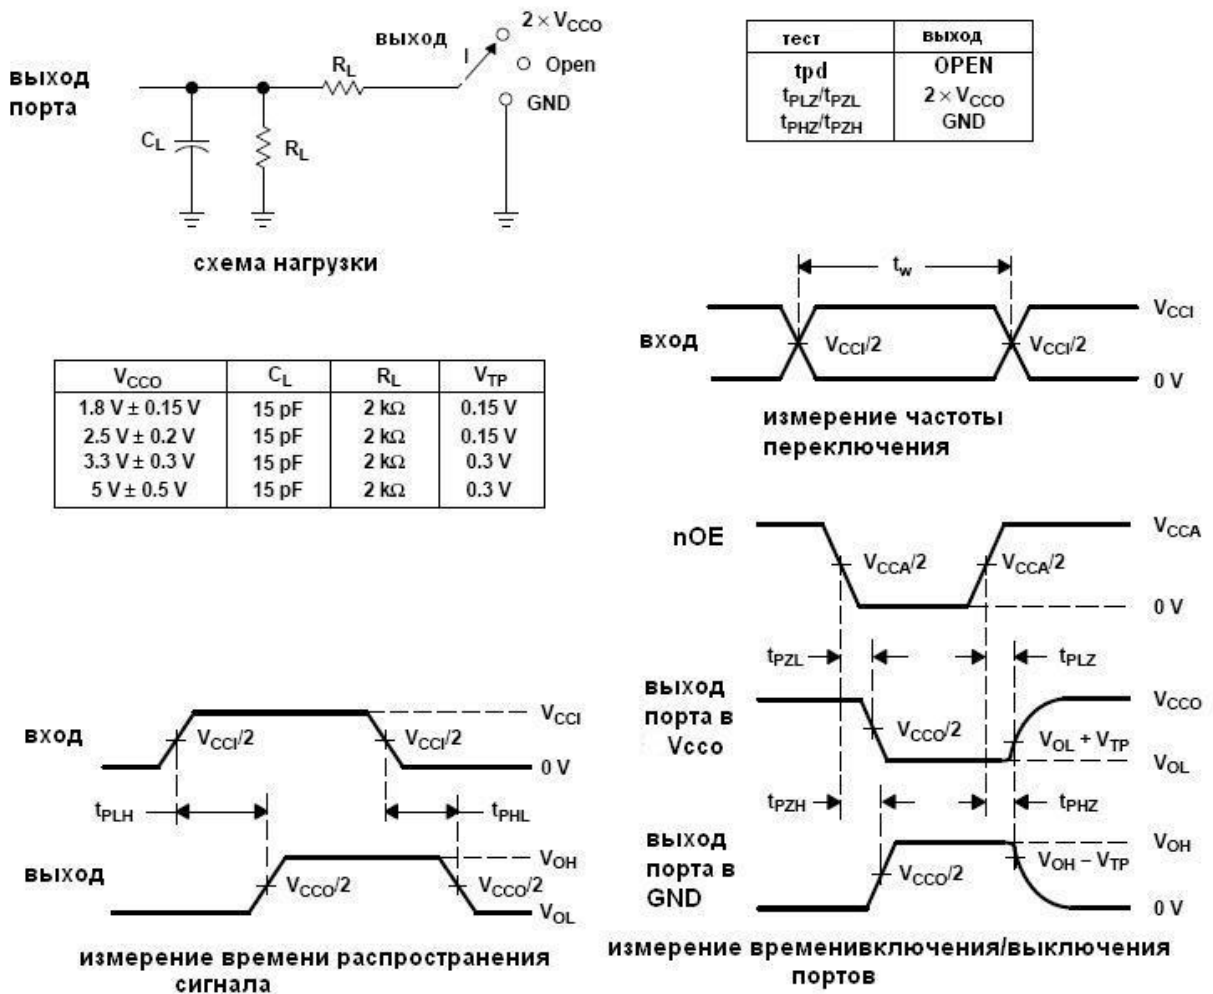 2 × VCCO
выход
I
Open
RL
GND
выход
порта
CL
RL
схема нагрузки
тест выход
tpd OPEN
tPLZ/tPZL 2 × VCCO
tPHZ/tPZH GND
tw
вход
VCCI
VCCI/2 VCCI/2
0 V
измерение частоты
переключения
VCCO CL RL VTP
1.8 V ± 0.15 V 15 pF 2 kΩ 0.15 V
2.5 V ± 0.2 V 15 pF 2 kΩ 0.15 V
3.3 V ± 0.3 V 15 pF 2 kΩ 0.3 V
5 V ± 0.5 V 15 pF 2 kΩ 0.3 V
вход
VCCI
VCCI/2 VCCI/2
0 V
tPLH tPHL
выход
VOH
VCCO/2 VCCO/2
VOL
измерение времени распространения
сигнала
nOE
VCCA
VCCA/2 VCCA/2
0 V
tPZL tPLZ
выход
порта в
Vcco
VCCO
VCCO/2
VOL + VTP
VOL
tPZH tPHZ
выход
порта в
GND
VOH
VCCO/2
VOH – VTP
0 V
измерение временивключения/выключения
портов